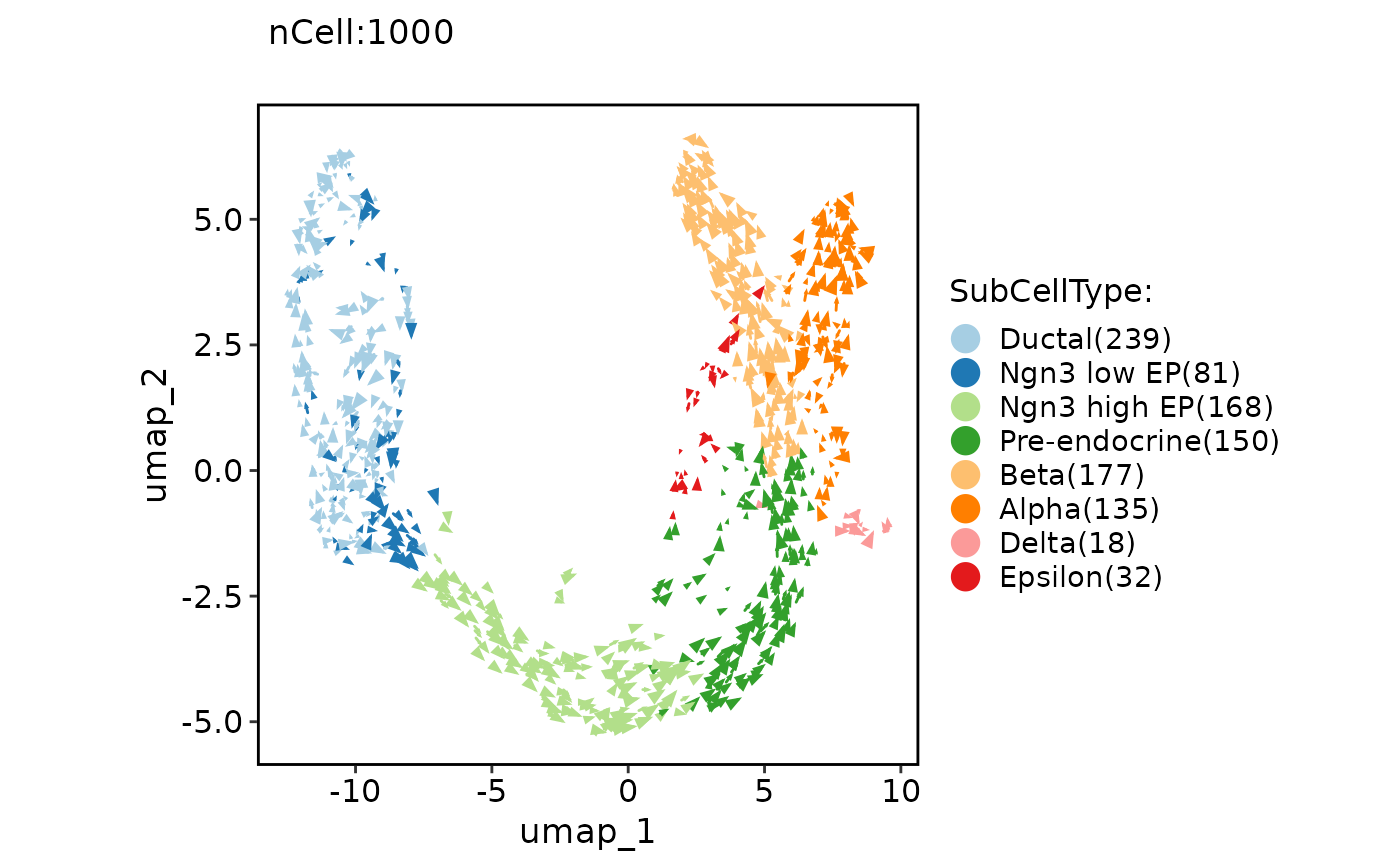 nCell:1000
umap_2
5.0
2.5
0.0
-2.5
-5.0
-10
-5
0
5
10
umap_1
SubCellType:
Ductal(239)
Ngn3 low EP(81)
Ngn3 high EP(168)
Pre-endocrine(150)
Beta(177)
Alpha(135)
Delta(18)
Epsilon(32)